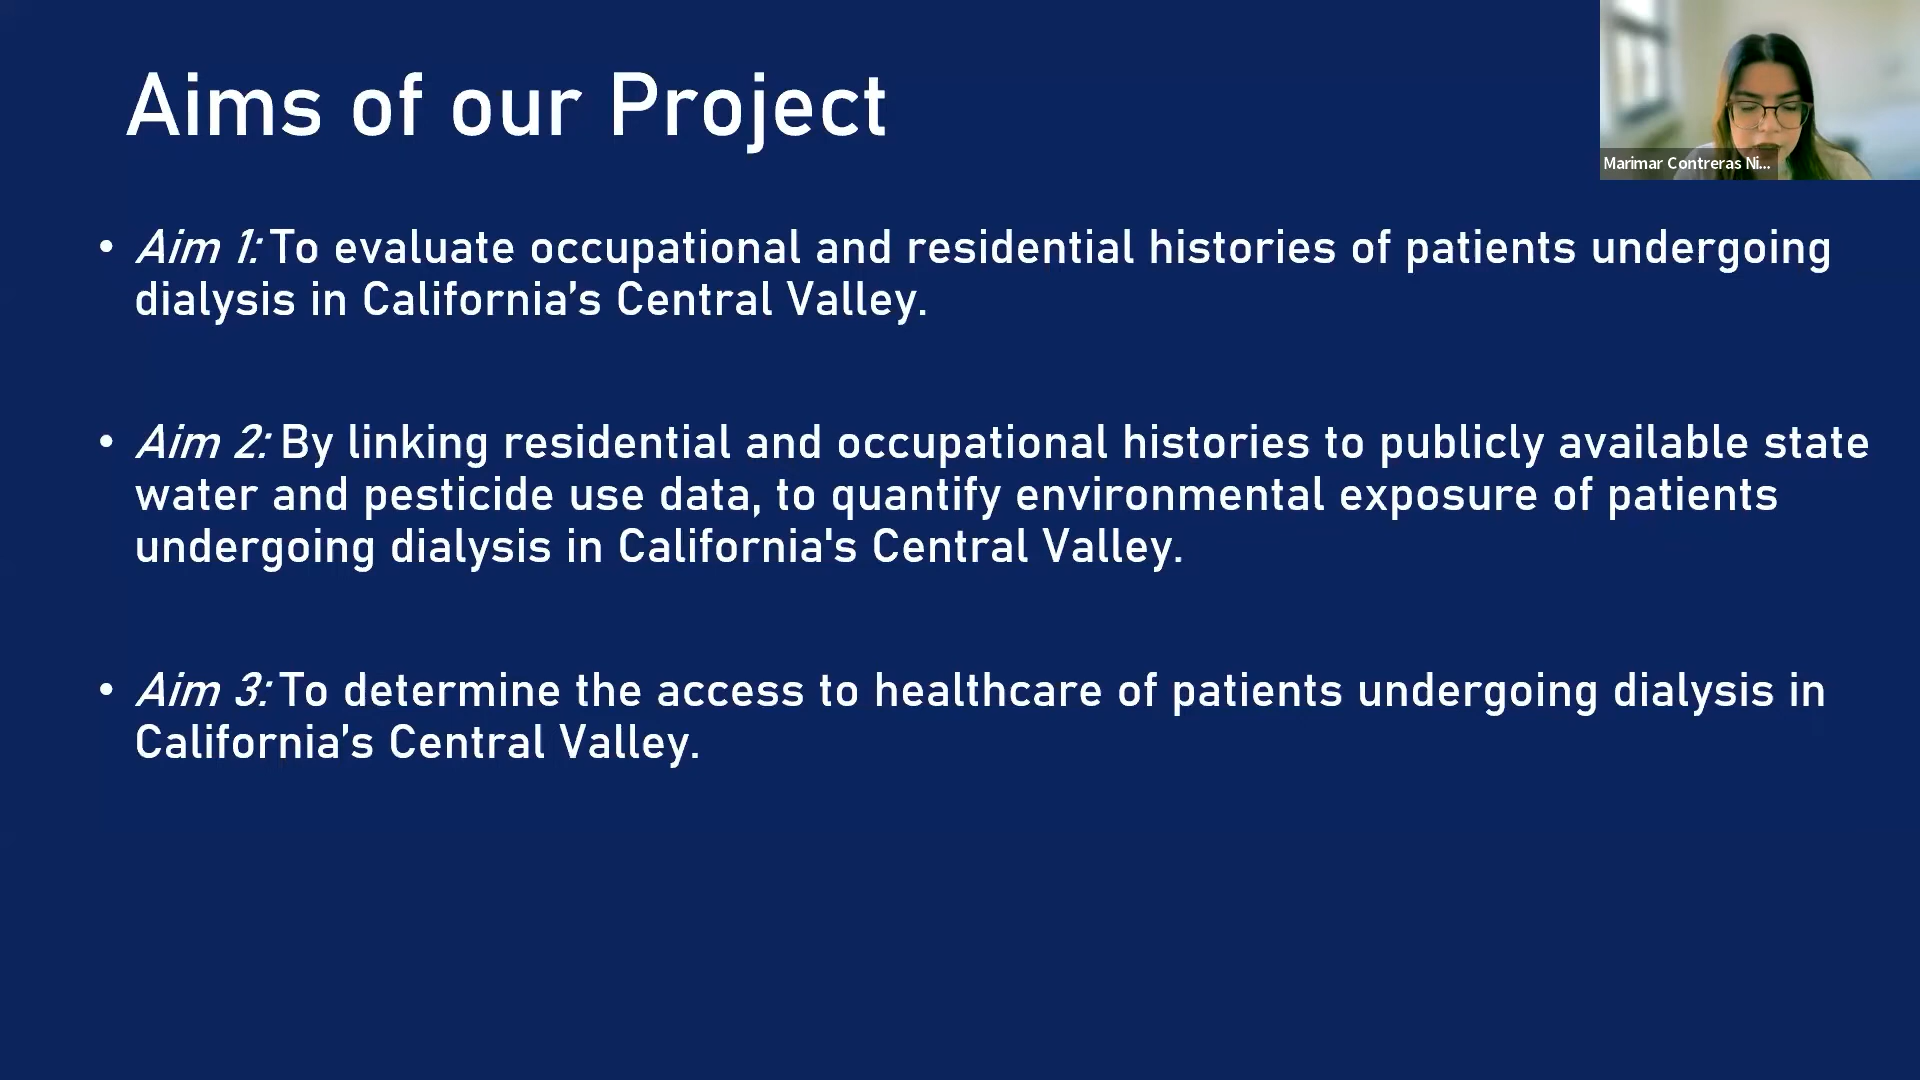 Aims of our Project
Marimar Contreras Ni...
• Aim 1: To evaluate occupational and residential histories of patients undergoing
dialysis in California’s Central Valley.
• Aim 2: By linking residential and occupational histories to publicly available state
water and pesticide use data, to quantify environmental exposure of patients
undergoing dialysis in California's Central Valley.
• Aim 3: To determine the access to healthcare of patients undergoing dialysis in
California’s Central Valley.